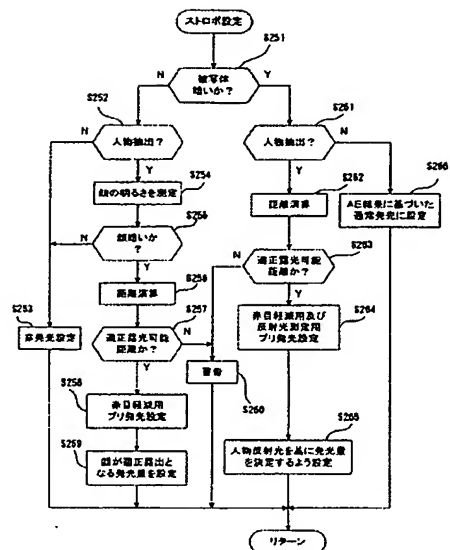 ストロボ設定
S251
被写体
暗いか？
N
Y
S252
人物抽出？
N
Y
S254
顔の明るさを測定
S255
顔暗いか
？
N
Y
S256
距離演算
S257
適正露光可能
距離か？
N
Y
S253
非発光設定
S258
赤目軽減用
プリ発光設定
S259
顔が適正露出と
なる発光量を設定
S260
警告
S261
人物抽出？
Y
N
S262
距離演算
S263
適正露光可能
距離か？
N
Y
S264
赤目軽減用及び
反射光測定用
プリ発光設定
S265
人物反射光を基に発光量
を決定するよう設定
S266
AE結果に基づいた
通常発光に設定
リターン